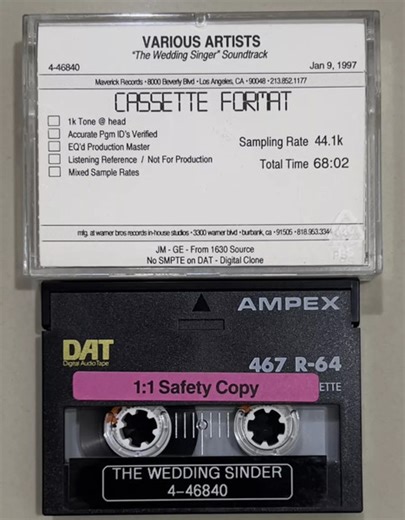 VARIOUS ARTISTS
"The Wedding Singer" Soundtrack
4-46840 Jan 9, 1997
Maverick Records • 8000 Beverly Blvd • Los Angeles, CA • 90048 • 213.852.1177
CASSETTE FORMAT
1k Tone @ head
Accurate Pgm ID's Verified
EQ'd Production Master
Listening Reference / Not For Production
Mixed Sample Rates
Sampling Rate 44.1k
Total Time 68:02
mfg. at warner bros records in-house studios • 3300 warner blvd • burbank, ca • 91505 • 818.953.3344
JM - GE - From 1630 Source
No SMPTE on DAT - Digital Clone
AMPEX
DAT
Digital Audio Tape
467 R-64
1:1 Safety Copy
THE WEDDING SINDER
4-46840